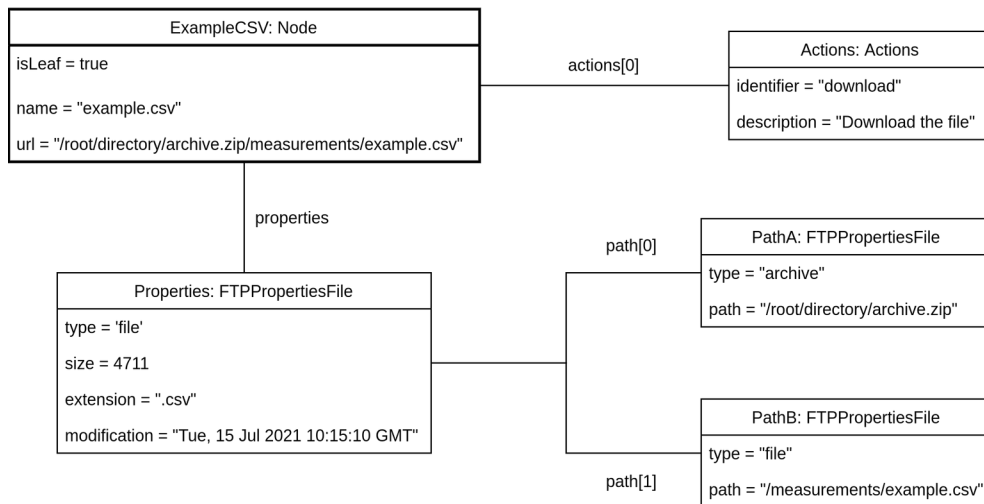 ExampleCSV: Node
isLeaf = true
name = "example.csv"
url = "/root/directory/archive.zip/measurements/example.csv"
actions[0]
Actions: Actions
identifier = "download"
description = "Download the file"
properties
Properties: FTPPropertiesFile
type = 'file'
size = 4711
extension = ".csv"
modification = "Tue, 15 Jul 2021 10:15:10 GMT"
path[0]
PathA: FTPPropertiesFile
type = "archive"
path = "/root/directory/archive.zip"
path[1]
PathB: FTPPropertiesFile
type = "file"
path = "/measurements/example.csv"